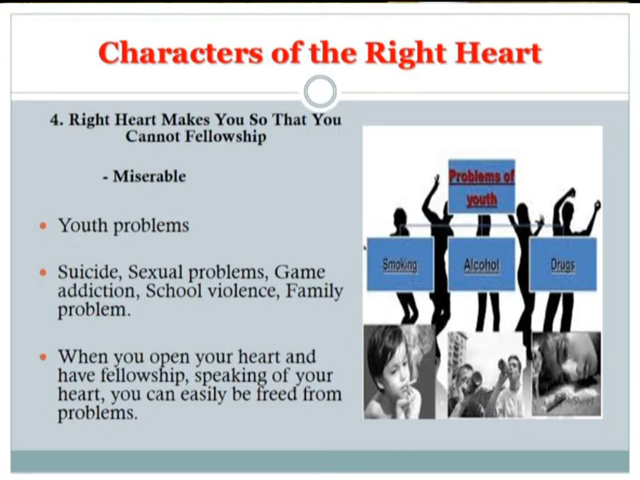 Characters of the Right Heart
4. Right Heart Makes You So That You
Cannot Fellowship
- Miserable
• Youth problems
• Suicide, Sexual problems, Game
addiction, School violence, Family
problem.
• When you open your heart and
have fellowship, speaking of your
heart, you can easily be freed from
problems.
Problems of
youth
Smoking
Alcohol
Drugs